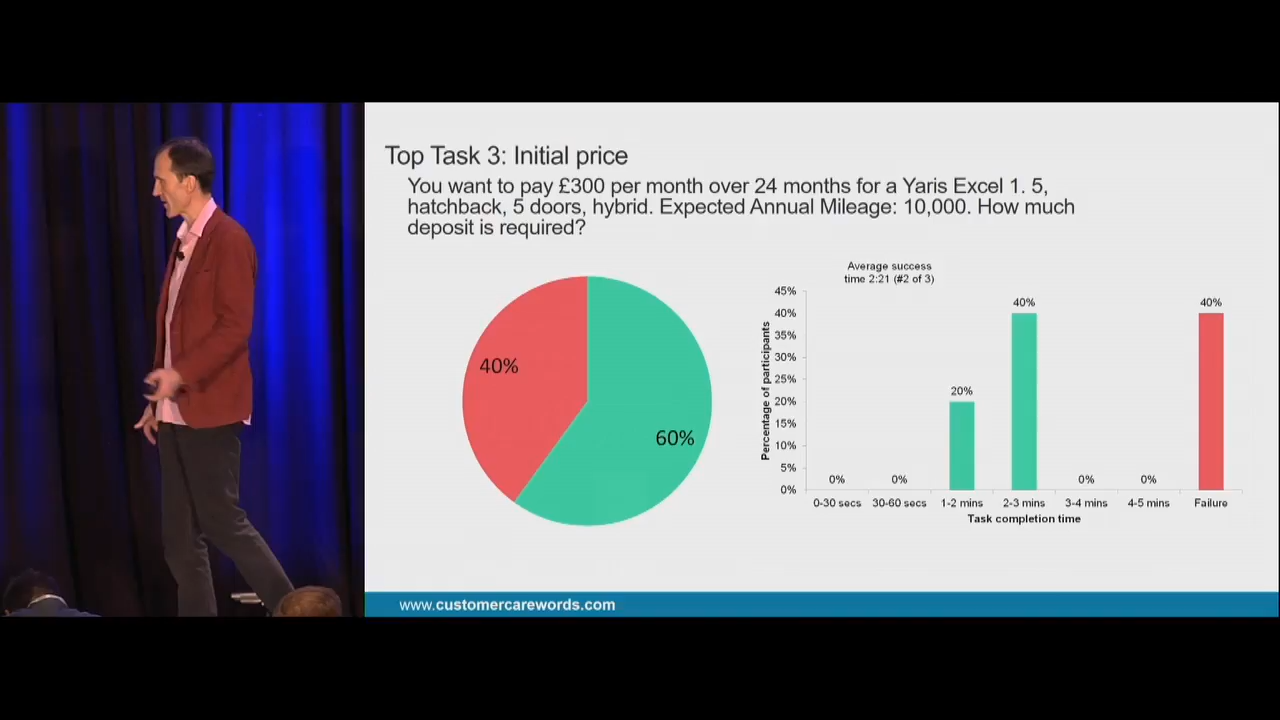 Top Task 3: Initial price
You want to pay £300 per month over 24 months for a Yaris Excel 1. 5,
hatchback, 5 doors, hybrid. Expected Annual Mileage: 10,000. How much
deposit is required?
40%
60%
Average success
time 2:21 (#2 of 3)
Percentage of participants
45%
40%
35%
30%
25%
20%
15%
10%
5%
0%
0%
0%
20%
40%
0%
0%
40%
0-30 secs
30-60 secs
1-2 mins
2-3 mins
3-4 mins
4-5 mins
Failure
Task completion time
www.customercarewords.com